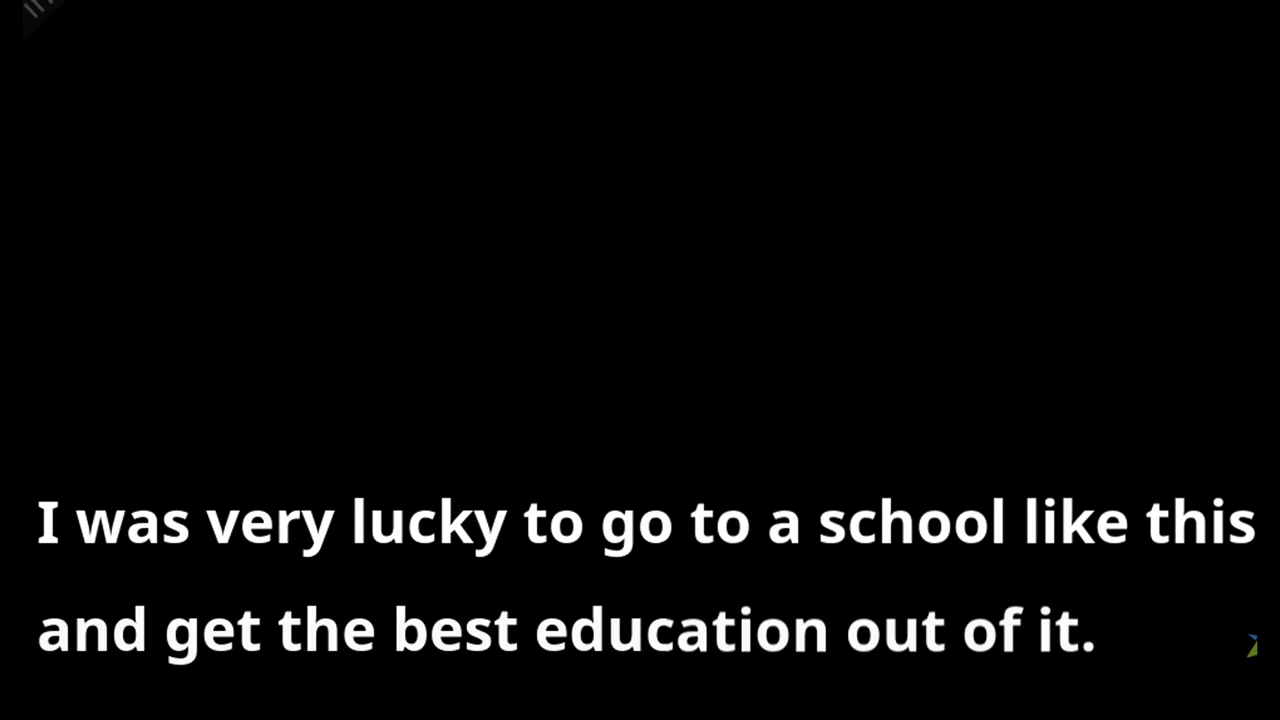 I was very lucky to go to a school like this
and get the best education out of it.